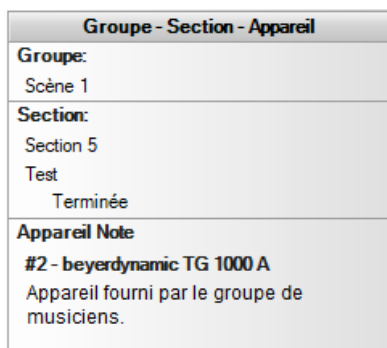 Groupe - Section - Appareil
Groupe:
Scène 1
Section:
Section 5
Test
Terminée
Appareil Note
#2 - beyerdynamic TG 1000 A
Appareil fourni par le groupe de
musiciens.